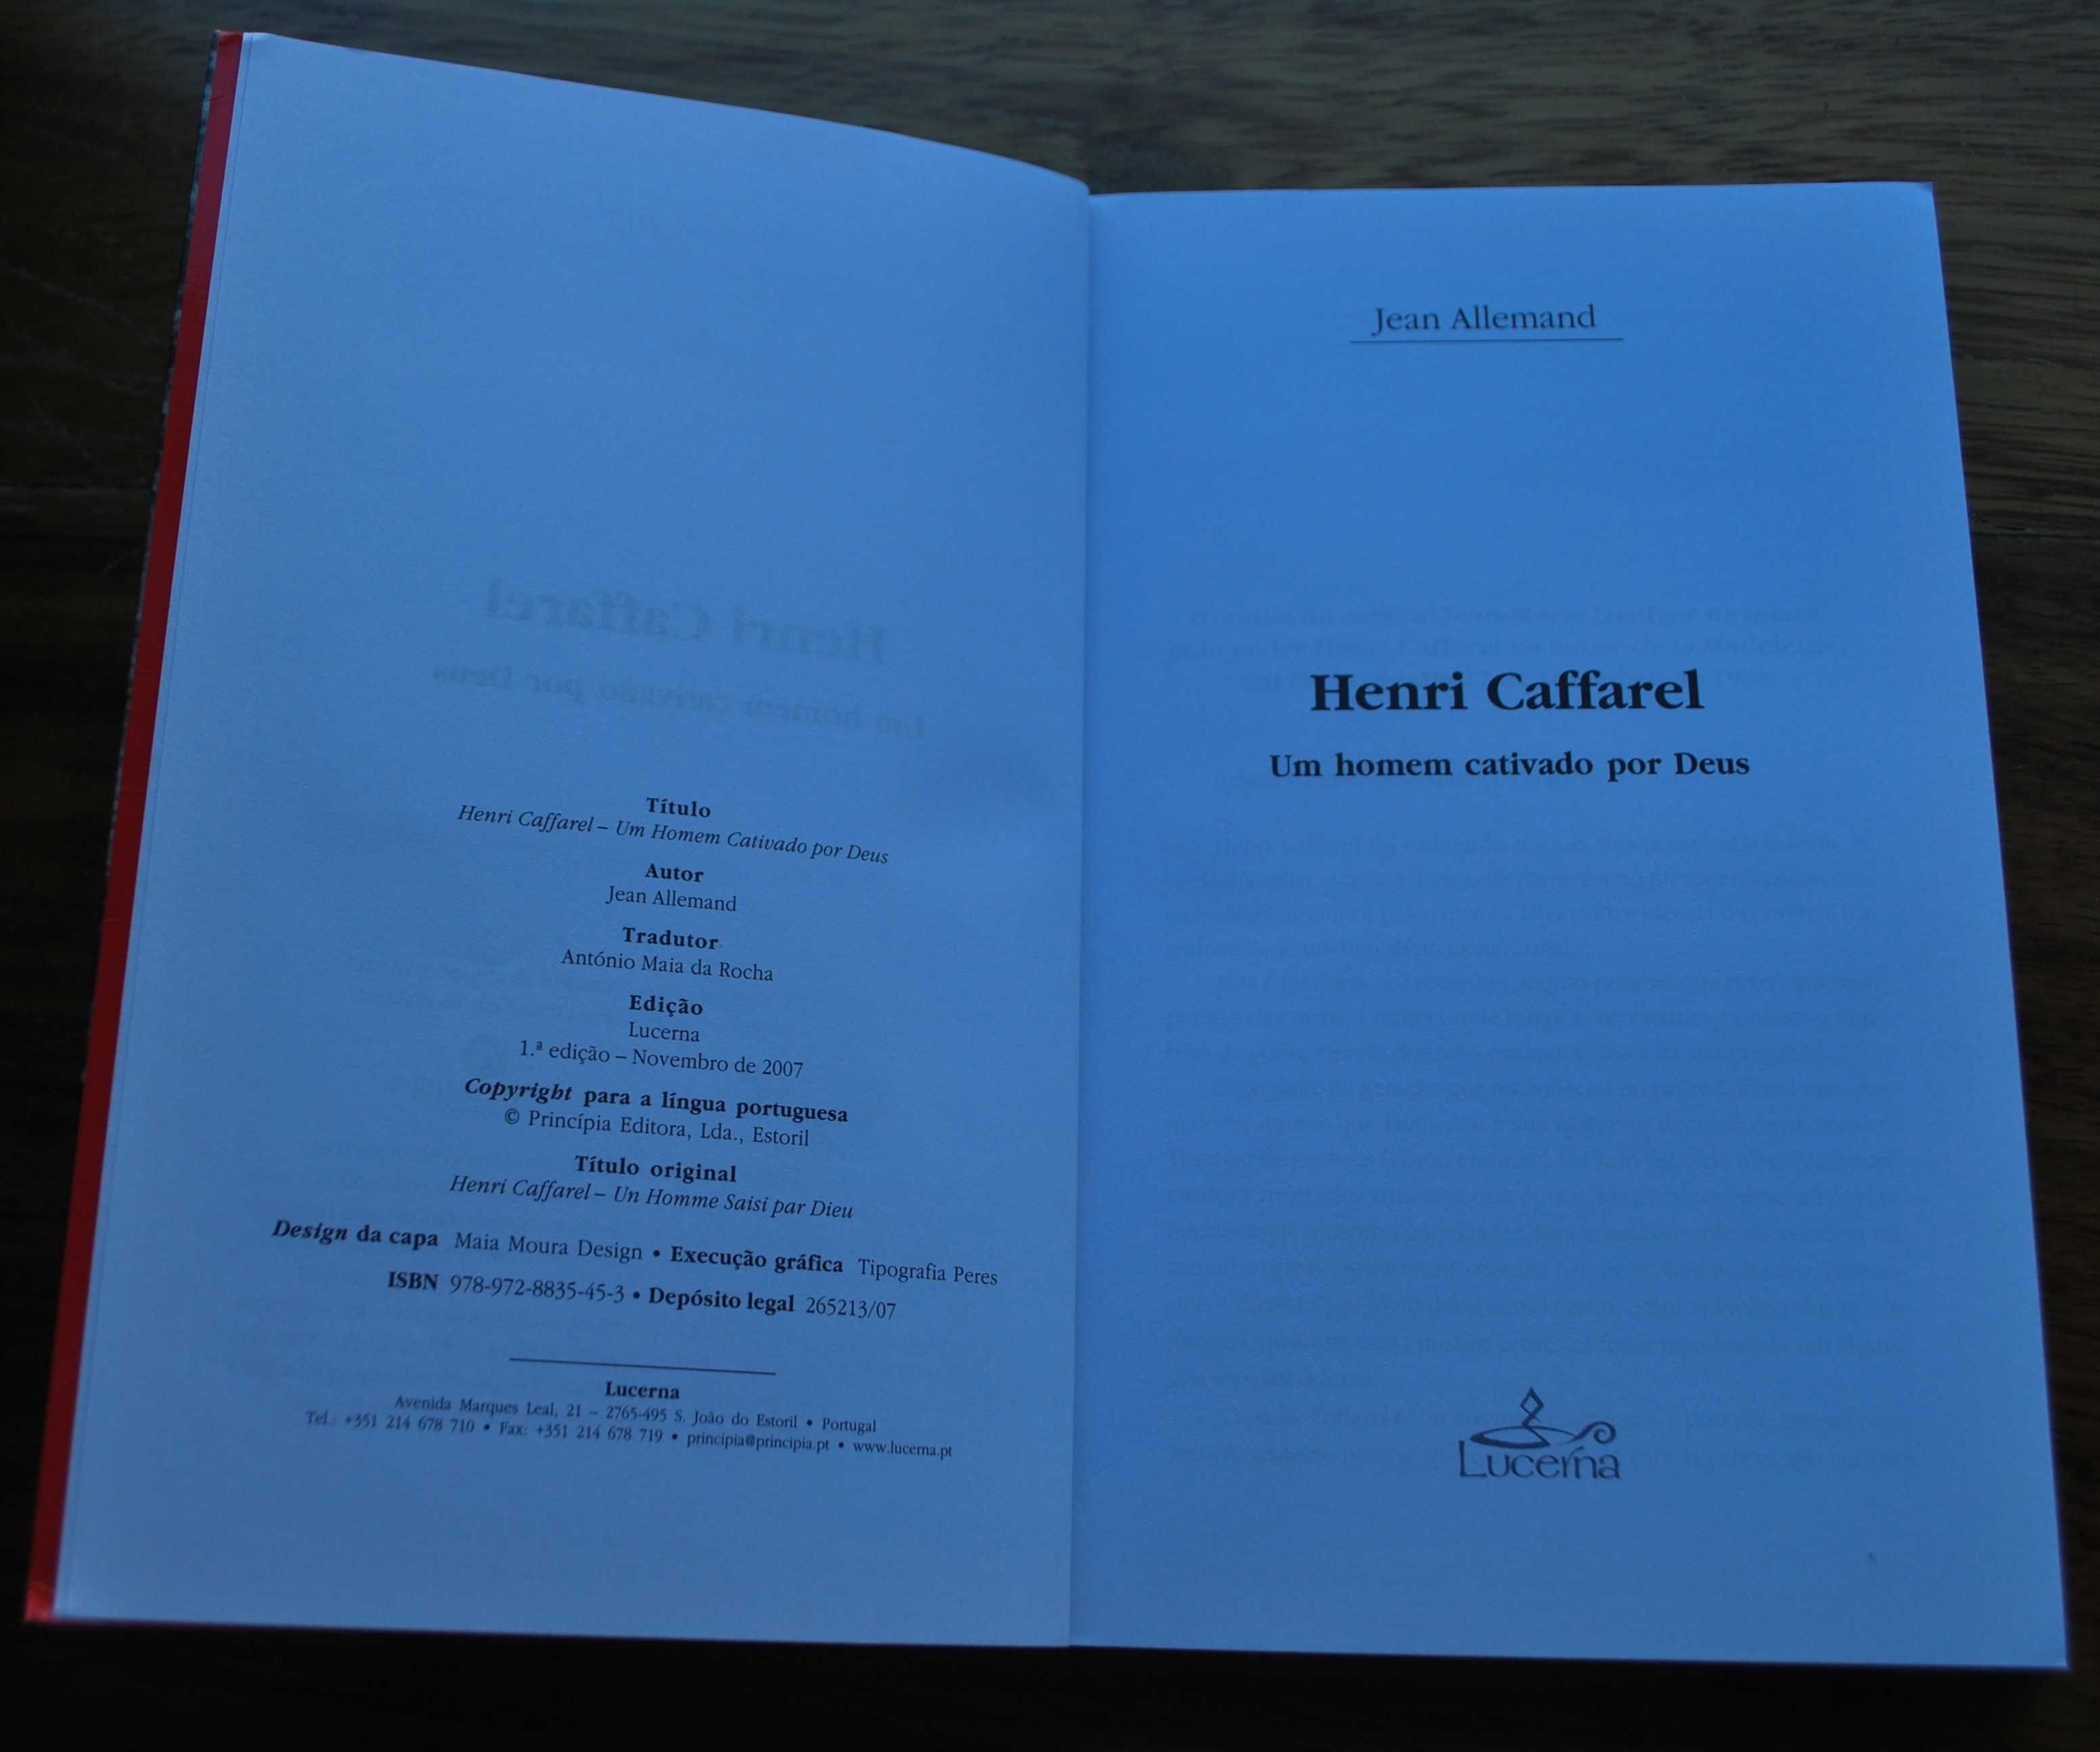 Título
Henri Caffarel – Um Homem Cativado por Deus
Autor
Jean Allemand
Tradutor
António Maia da Rocha
Edição
Lucerna
1.ª edição – Novembro de 2007
Copyright para a língua portuguesa
© Princípia Editora, Lda., Estoril
Título original
Henri Caffarel – Un Homme Saisi par Dieu
Design da capa Maia Moura Design • Execução gráfica Tipografia Peres
ISBN 978-972-8835-45-3 • Depósito legal 265213/07
Lucerna
Avenida Marques Leal, 21 – 2765-495 S. João do Estoril • Portugal
Tel.: +351 214 678 710 • Fax: +351 214 678 719 • principia@principia.pt • www.lucerna.pt
Jean Allemand
Henri Caffarel
Um homem cativado por Deus
Lucerna